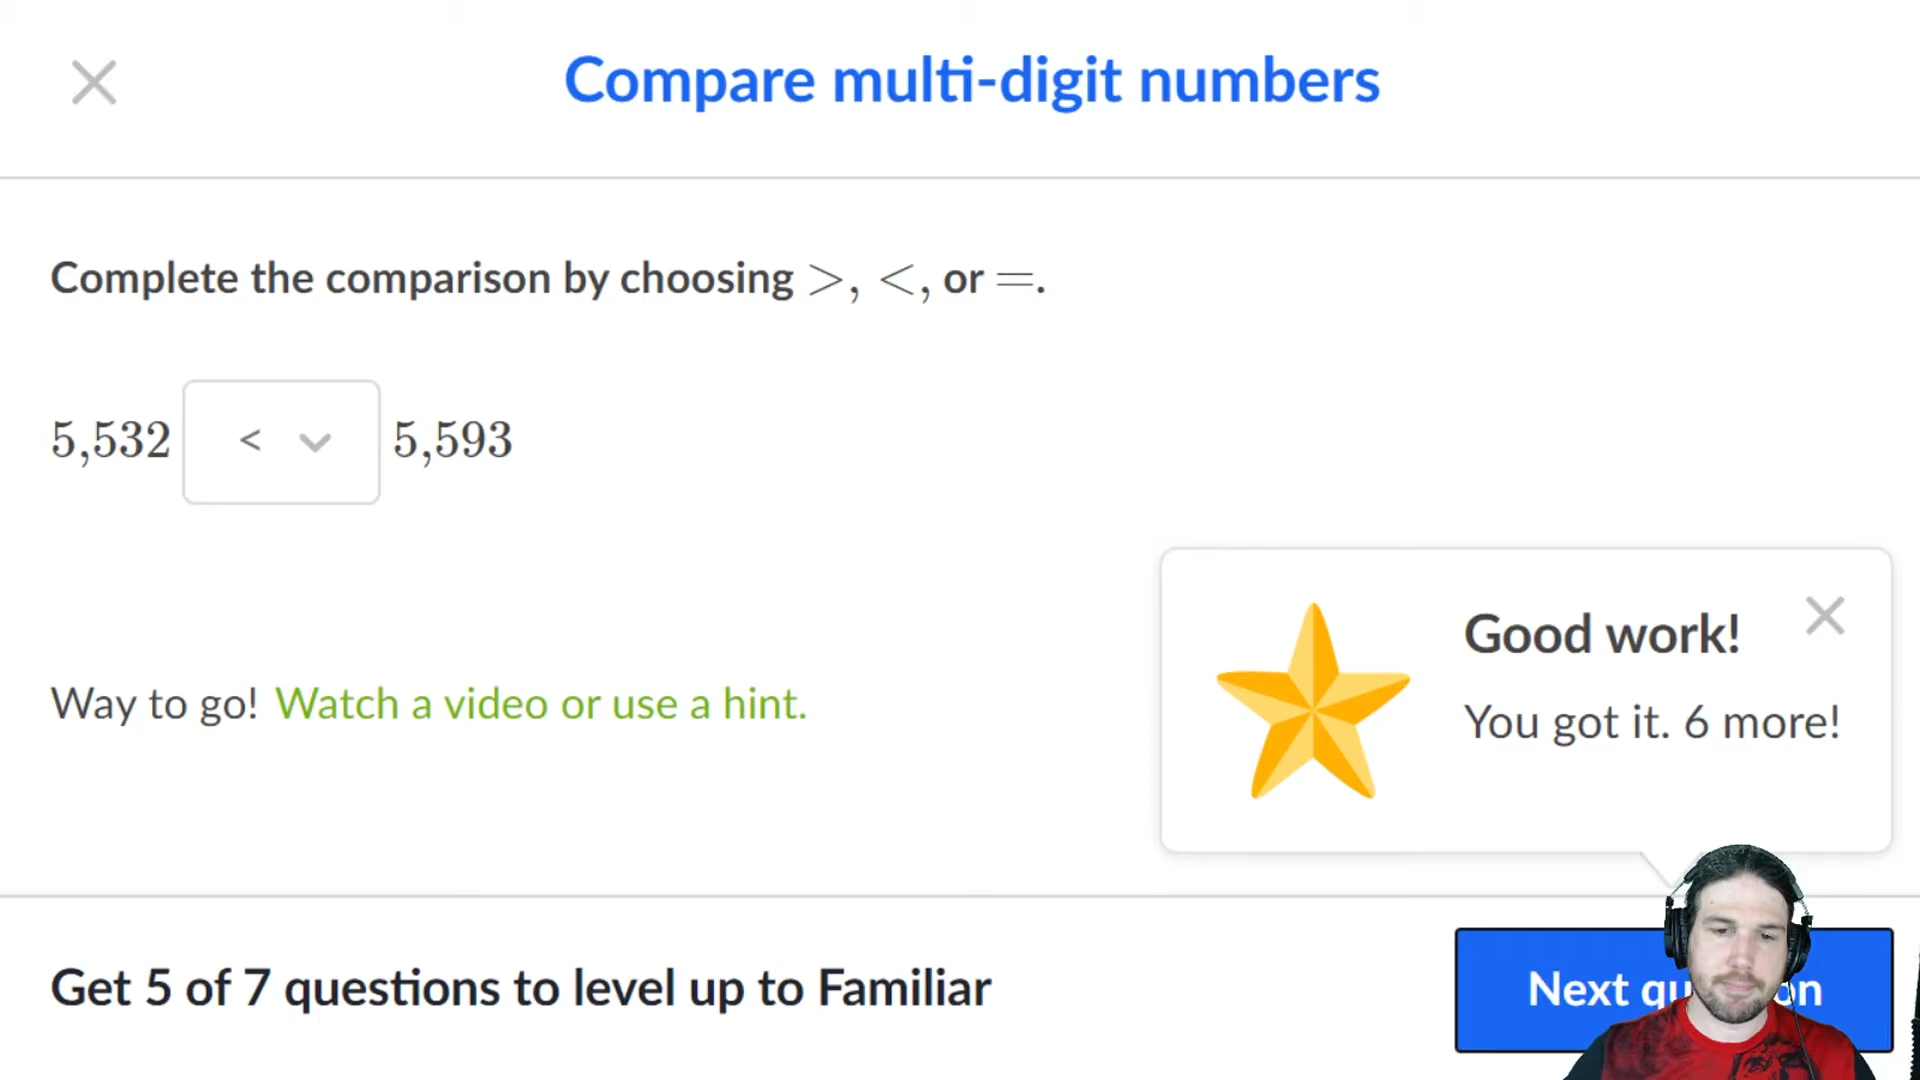 Compare multi-digit numbers
Complete the comparison by choosing >, <, or =.
5,532 < 5,593
Good work!
You got it. 6 more!
Way to go! Watch a video or use a hint.
Get 5 of 7 questions to level up to Familiar
Next